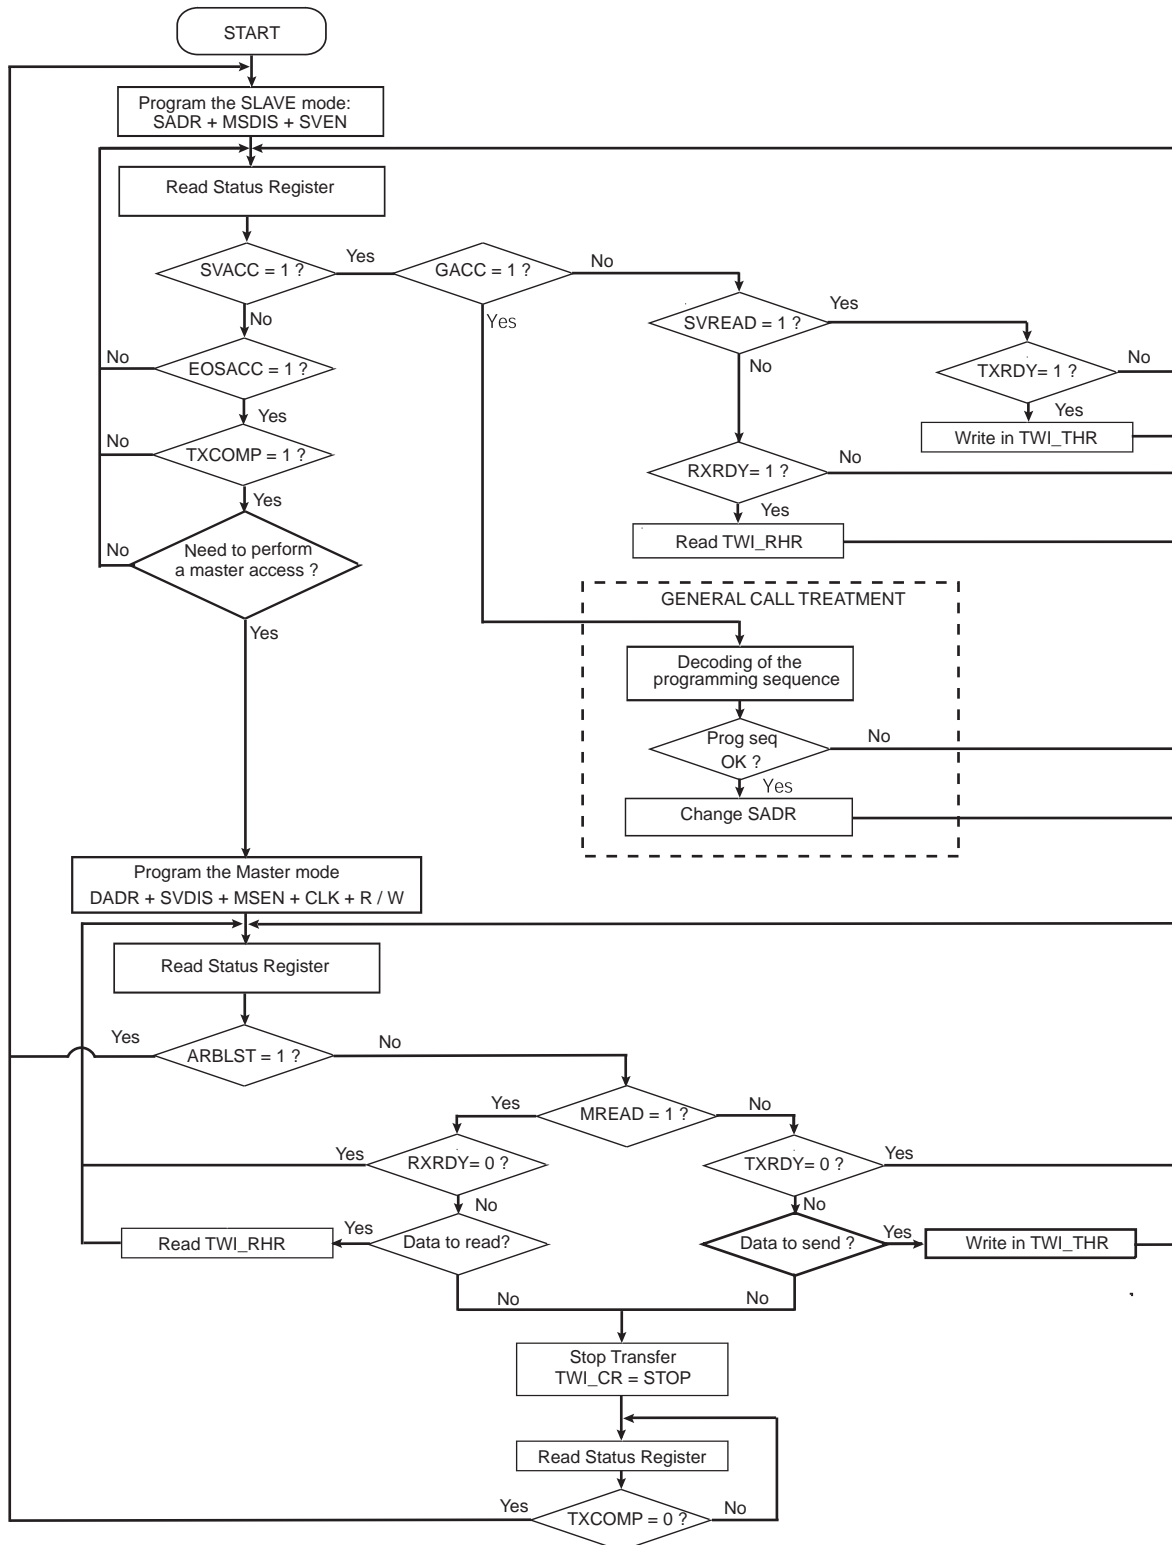 START
Program the SLAVE mode:
SADR + MSDIS + SVEN
Read Status Register
SVACC = 1 ?
Yes
GACC = 1 ?
No
No
Yes
SVREAD = 1 ?
Yes
EOSACC = 1 ?
No
No
TXRDY= 1 ?
No
Yes
Yes
Write in TWI_THR
TXCOMP = 1 ?
No
RXRDY= 1 ?
No
Yes
Yes
Read TWI_RHR
Need to perform
a master access ?
No
Yes
GENERAL CALL TREATMENT
Decoding of the
programming sequence
Prog seq
OK ?
No
Yes
Change SADR
Program the Master mode
DADR + SVDIS + MSEN + CLK + R / W
Read Status Register
Yes
ARBLST = 1 ?
No
Yes
MREAD = 1 ?
No
Yes
RXRDY= 0 ?
TXRDY= 0 ?
Yes
No
No
Read TWI_RHR
Yes
Data to read?
Data to send ?
Yes
Write in TWI_THR
No
No
Stop Transfer
TWI_CR = STOP
Read Status Register
Yes
TXCOMP = 0 ?
No